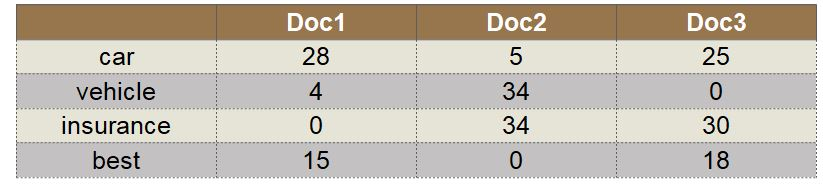 Doc1 Doc2 Doc3
car 28 5 25
vehicle 4 34 0
insurance 0 34 30
best 15 0 18